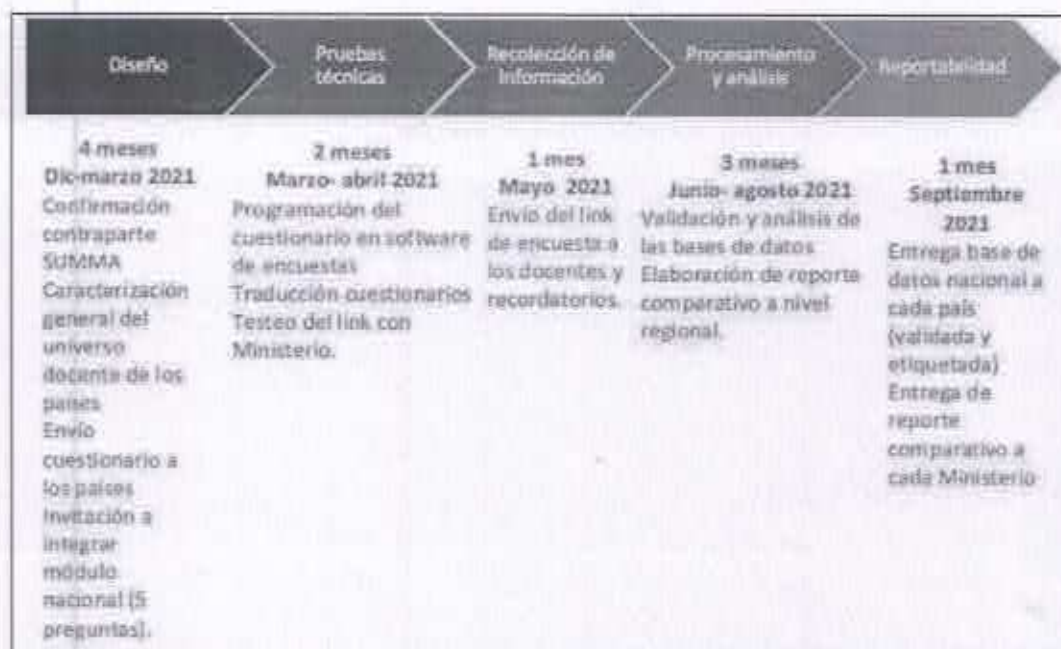 Diseño
Pruebas
técnicas
Recolección de
Información
Procesamiento
y análisis
Reportabilidad
4 meses
Dic-marzo 2021
Confirmación
contraparte
SUMMA
Caracterización
general del
universo
docente de los
países
Envío
cuestionario a
los países
Invitación a
integrar
módulo
nacional (5
preguntas).
2 meses
Marzo- abril 2021
Programación del
cuestionario en software
de encuestas
Traducción cuestionarios
Testeo del link con
Ministerio.
1 mes
Mayo 2021
Envío del link
de encuesta a
los docentes y
recordatorios.
3 meses
Junio- agosto 2021
Validación y análisis de
las bases de datos
Elaboración de reporte
comparativo a nivel
regional.
1 mes
Septiembre
2021
Entrega base de
datos nacional a
cada país
(validada y
etiquetada)
Entrega de
reporte
comparativo a
cada Ministerio